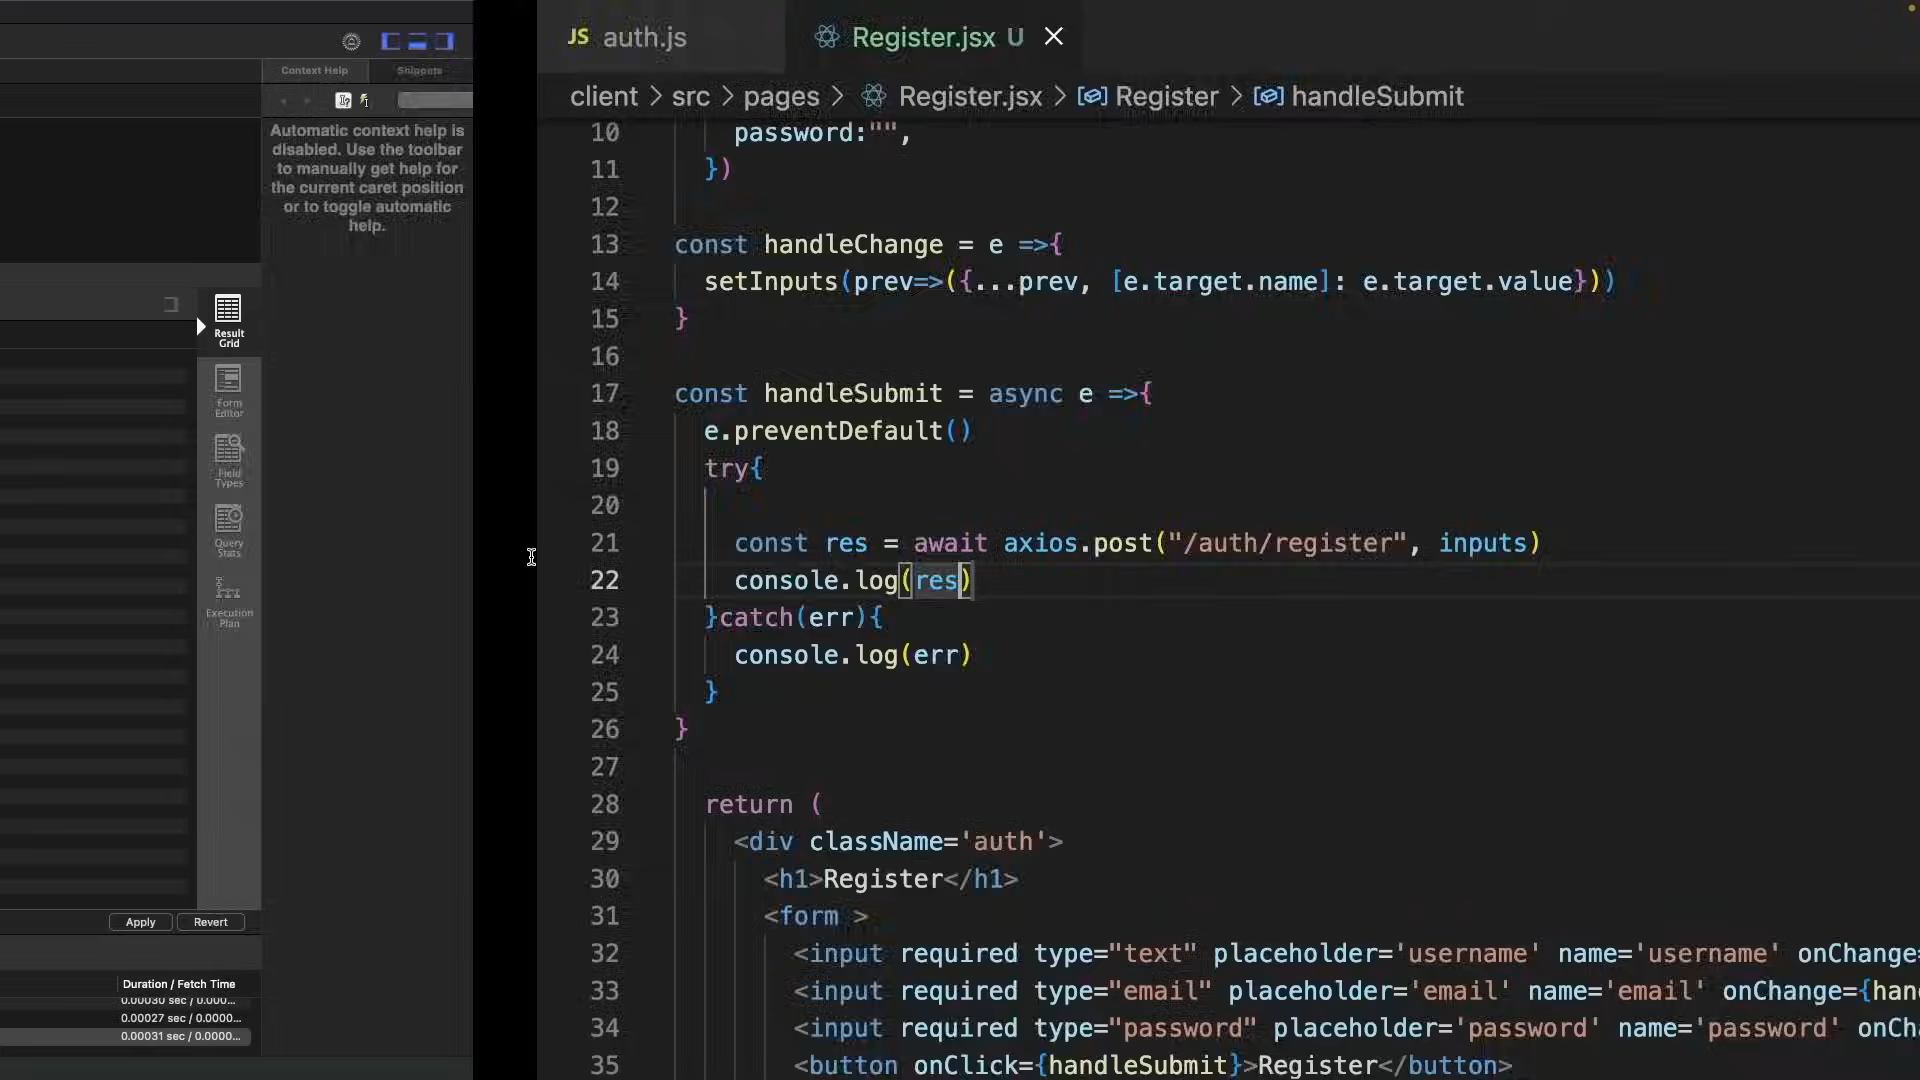 Context Help
Snippets
Automatic context help is
disabled. Use the toolbar
to manually get help for
the current caret position
or to toggle automatic
help.
Result
Grid
Form
Editor
Field
Types
Query
Stats
Execution
Plan
Apply
Revert
Duration / Fetch Time
0.00030 sec / 0.000...
0.00027 sec / 0.0000...
0.00031 sec / 0.0000...
JS auth.js
Register.jsx U
client > src > pages > Register.jsx > Register > handleSubmit
10 password:"",
11 })
12
13 const handleChange = e =>{
14 setInputs(prev=>({...prev, [e.target.name]: e.target.value}))
15 }
16
17 const handleSubmit = async e =>{
18 e.preventDefault()
19 try{
20
21 const res = await axios.post("/auth/register", inputs)
22 console.log(res)
23 }catch(err){
24 console.log(err)
25 }
26 }
27
28 return (
29 <div className='auth'>
30 <h1>Register</h1>
31 <form >
32 <input required type="text" placeholder='username' name='username' onChange=
33 <input required type="email" placeholder='email' name='email' onChange={han
34 <input required type="password" placeholder='password' name='password' onCh
35 <button onClick={handleSubmit}>Register</button>